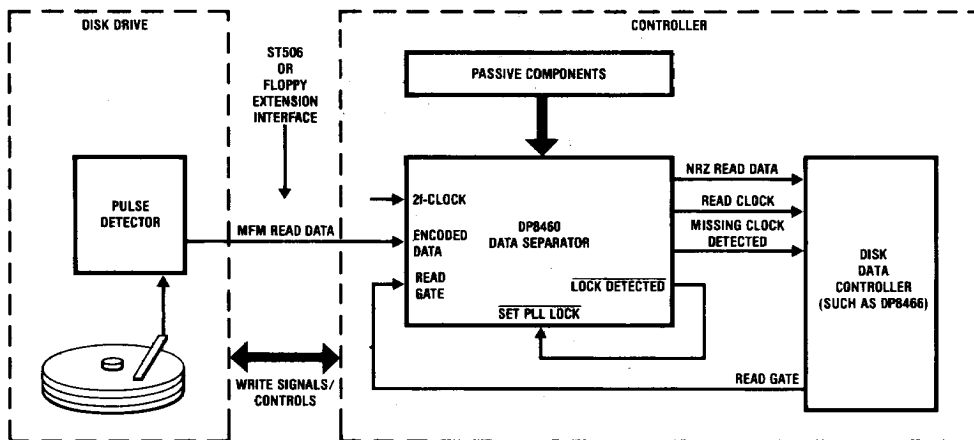 DISK DRIVE
CONTROLLER
ST506
OR
FLOPPY
EXTENSION
INTERFACE
PASSIVE COMPONENTS
PULSE
DETECTOR
MFM READ DATA
2f-CLOCK
ENCODED
DATA
READ
GATE
DP8460
DATA SEPARATOR
LOCK DETECTED
SET PLL LOCK
NRZ READ DATA
READ CLOCK
MISSING CLOCK
DETECTED
DISK
DATA
CONTROLLER
(SUCH AS DP8466)
WRITE SIGNALS/
CONTROLS
READ GATE